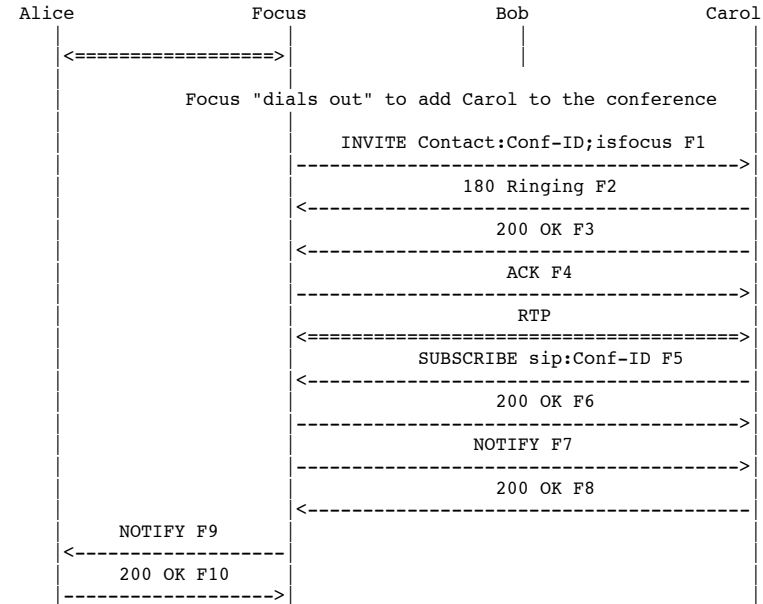 Alice Focus Bob Carol
Focus "dials out" to add Carol to the conference
INVITE Contact:Conf-ID;isfocus F1
180 Ringing F2
200 OK F3
ACK F4
RTP
SUBSCRIBE sip:Conf-ID F5
200 OK F6
NOTIFY F7
200 OK F8
NOTIFY F9
200 OK F10